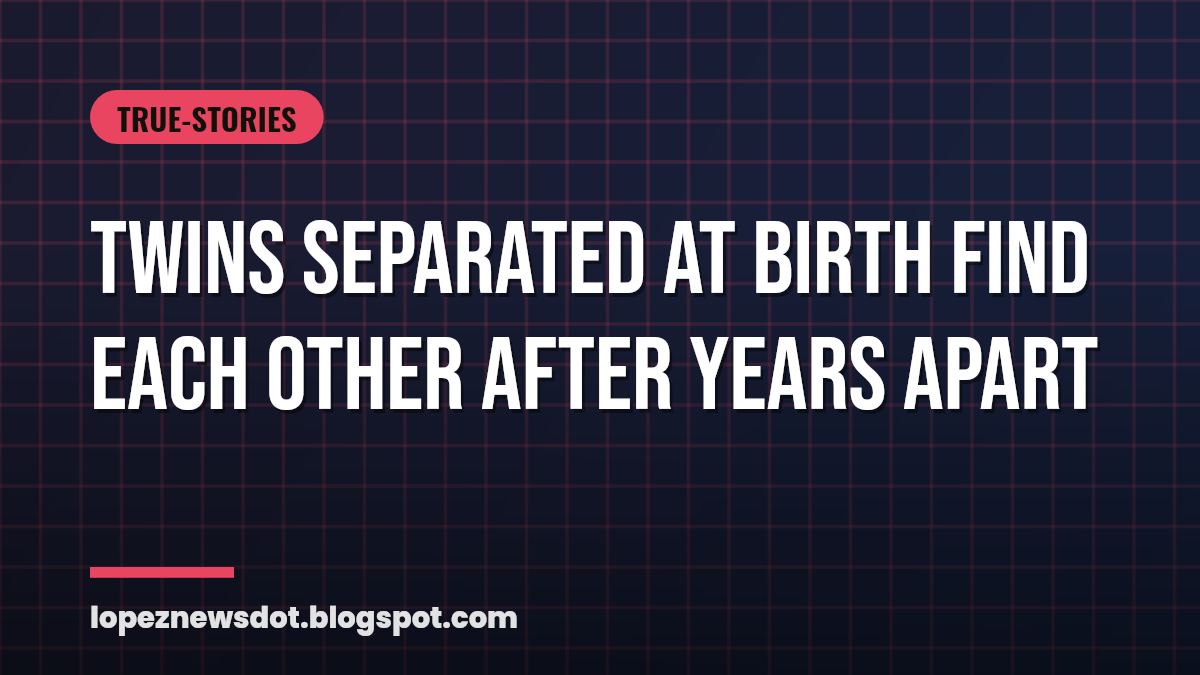 TRUE-STORIES
TWINS SEPARATED AT BIRTH FIND
EACH OTHER AFTER YEARS APART
lopeznewsdot.blogspot.com